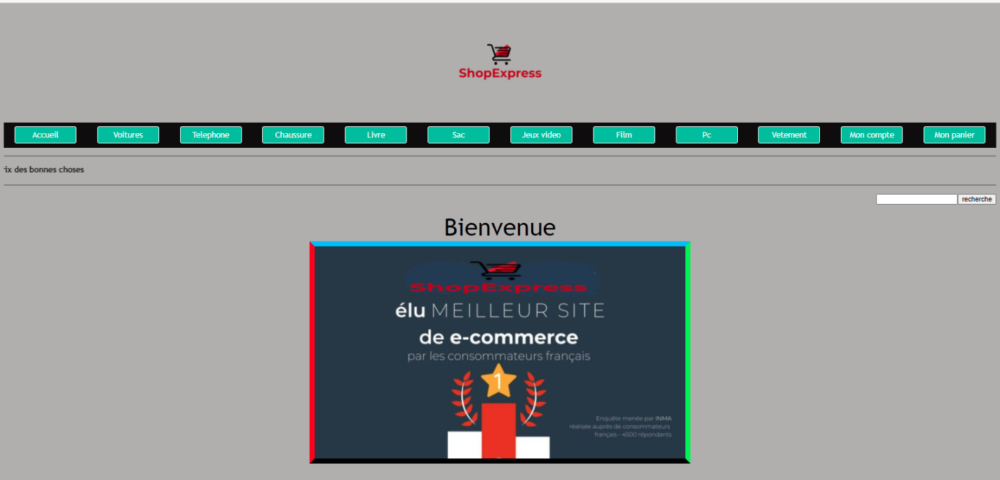 ShopExpress
Accueil Voitures Telephone Chaussure Livre Sac Jeux video Film Pc Vetement Mon compte Mon panier
rix des bonnes choses
recherche
Bienvenue
ShopExpress
élu MEILLEUR SITE
de e-commerce
par les consommateurs français
1
Enquête menée par INMA
réalisée auprès de consommateurs
français - 4500 répondants